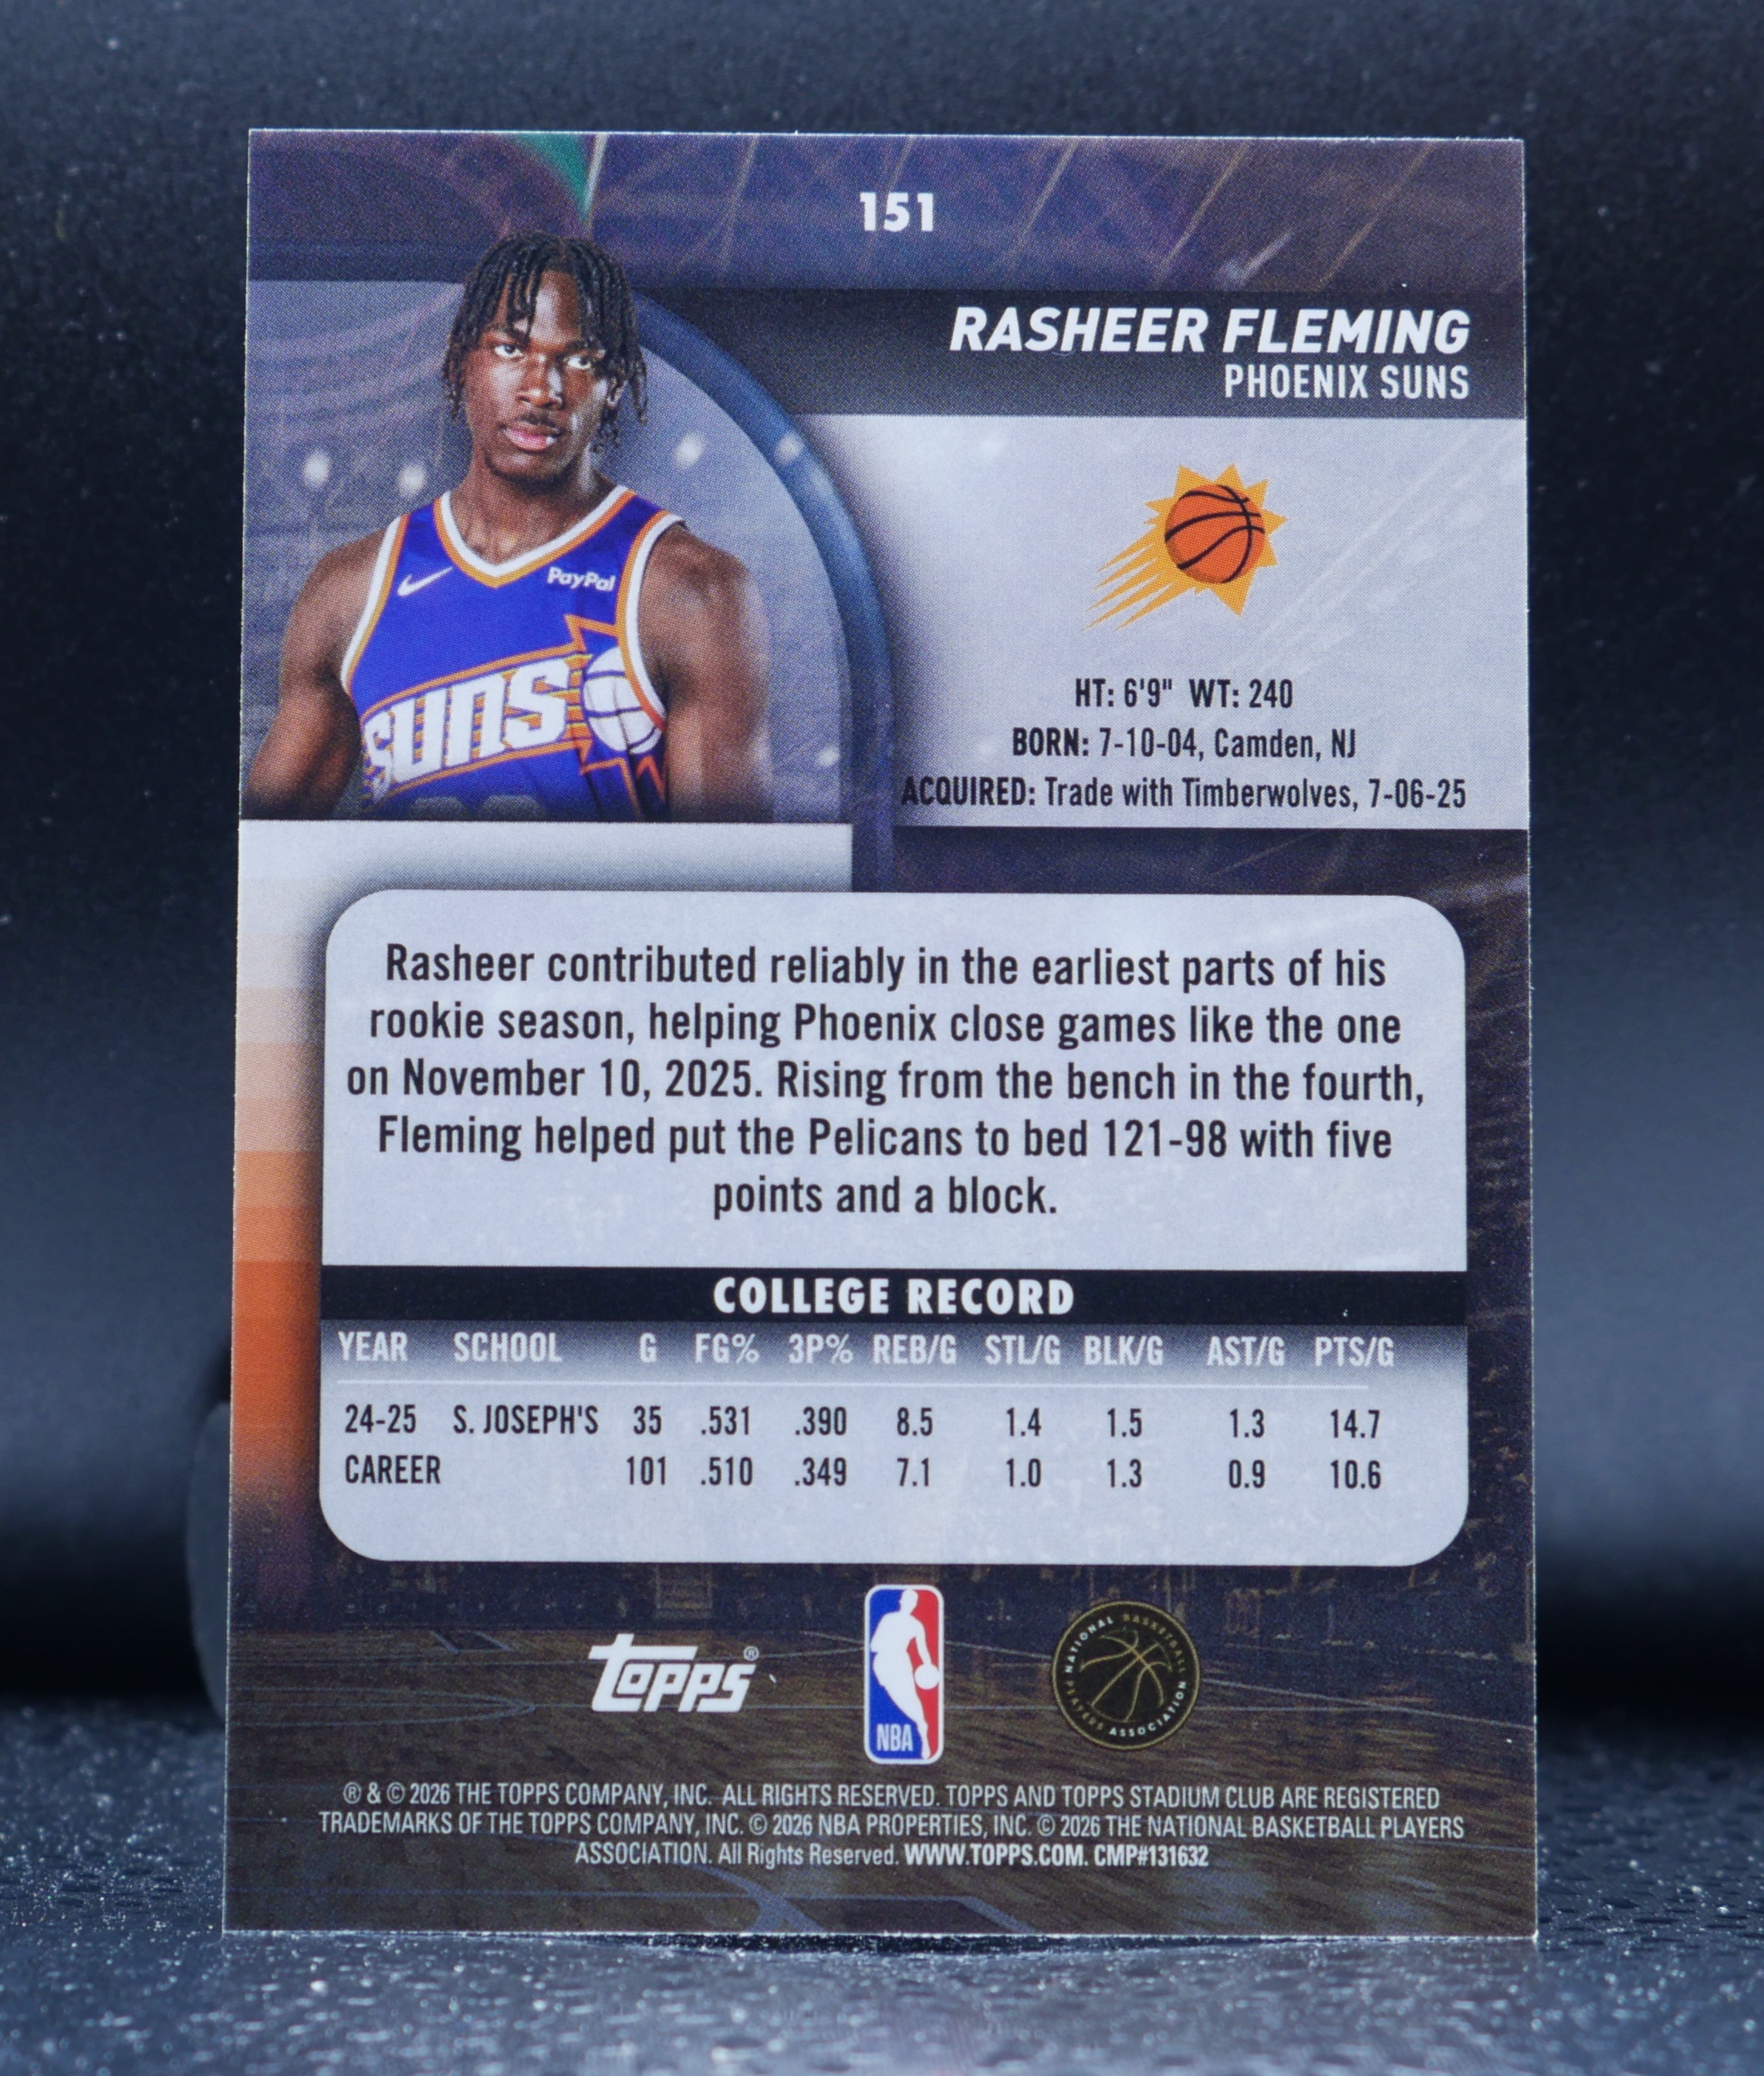 151
RASHEER FLEMING
PHOENIX SUNS
PayPal
SUNS
HT: 6'9" WT: 240
BORN: 7-10-04, Camden, NJ
ACQUIRED: Trade with Timberwolves, 7-06-25
Rasheer contributed reliably in the earliest parts of his
rookie season, helping Phoenix close games like the one
on November 10, 2025. Rising from the bench in the fourth,
Fleming helped put the Pelicans to bed 121-98 with five
points and a block.
COLLEGE RECORD
YEAR SCHOOL G FG% 3P% REB/G STL/G BLK/G AST/G PTS/G
24-25 S. JOSEPH'S 35 .531 .390 8.5 1.4 1.5 1.3 14.7
CAREER 101 .510 .349 7.1 1.0 1.3 0.9 10.6
topps®
NBA
NATIONAL BASKETBALL PLAYERS ASSOCIATION
® & © 2026 THE TOPPS COMPANY, INC. ALL RIGHTS RESERVED. TOPPS AND TOPPS STADIUM CLUB ARE REGISTERED
TRADEMARKS OF THE TOPPS COMPANY, INC. © 2026 NBA PROPERTIES, INC. © 2026 THE NATIONAL BASKETBALL PLAYERS
ASSOCIATION. All Rights Reserved. WWW.TOPPS.COM. CMP#131632